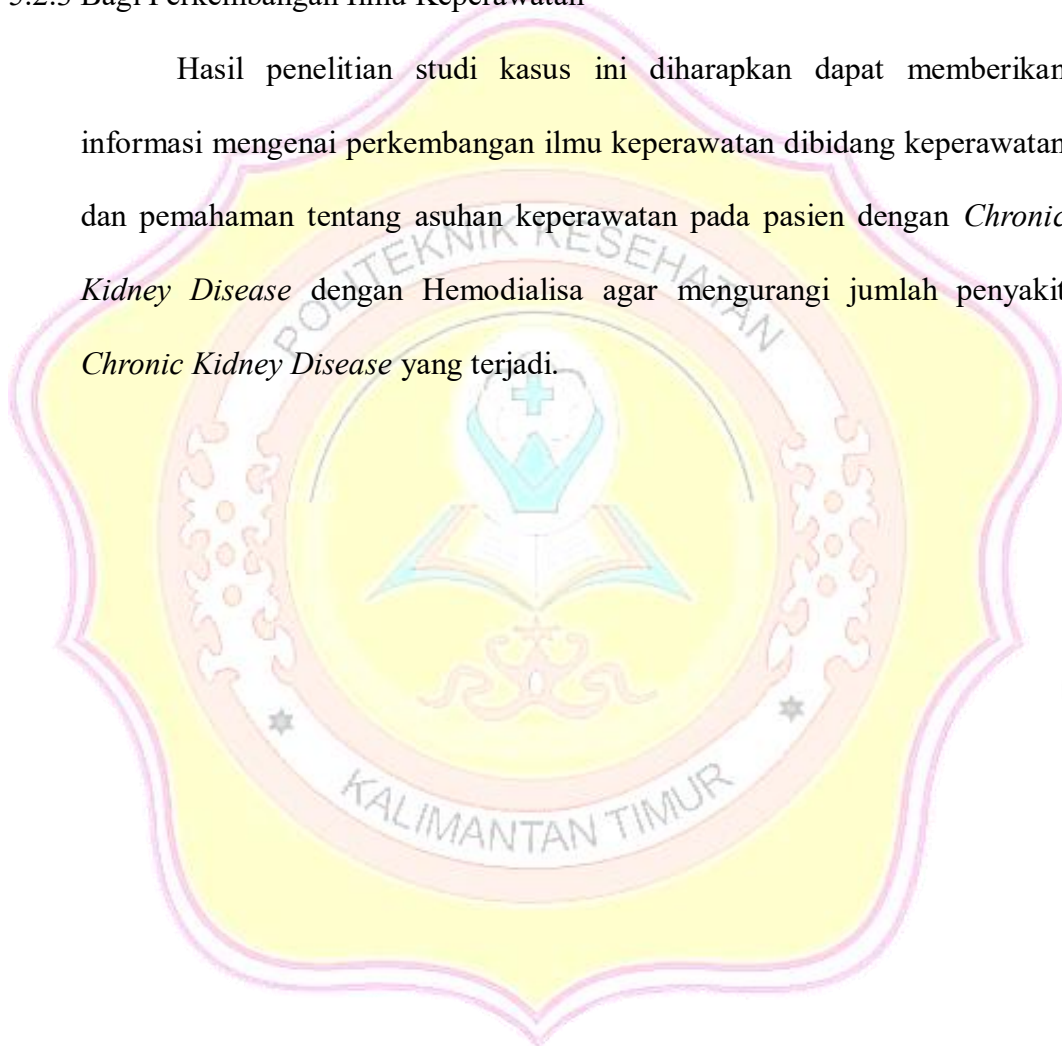 5.2.3 Bagi Perkembangan Ilmu Keperawatan
Hasil penelitian studi kasus ini diharapkan dapat memberikan
informasi mengenai perkembangan ilmu keperawatan dibidang keperawatan
dan pemahaman tentang asuhan keperawatan pada pasien dengan Chronic
Kidney Disease dengan Hemodialisa agar mengurangi jumlah penyakit
Chronic Kidney Disease yang terjadi.
POLITEKNIK KESEHATAN
KALIMANTAN TIMUR